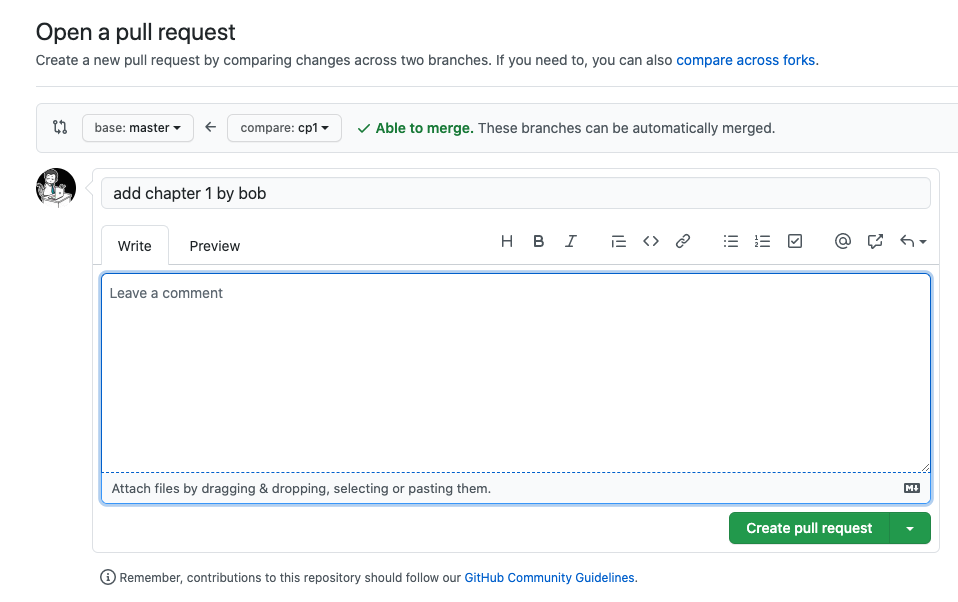 Open a pull request
Create a new pull request by comparing changes across two branches. If you need to, you can also compare across forks.
base: master
compare: cp1
Able to merge. These branches can be automatically merged.
add chapter 1 by bob
Write
Preview
Leave a comment
Attach files by dragging & dropping, selecting or pasting them.
Create pull request
Remember, contributions to this repository should follow our GitHub Community Guidelines.